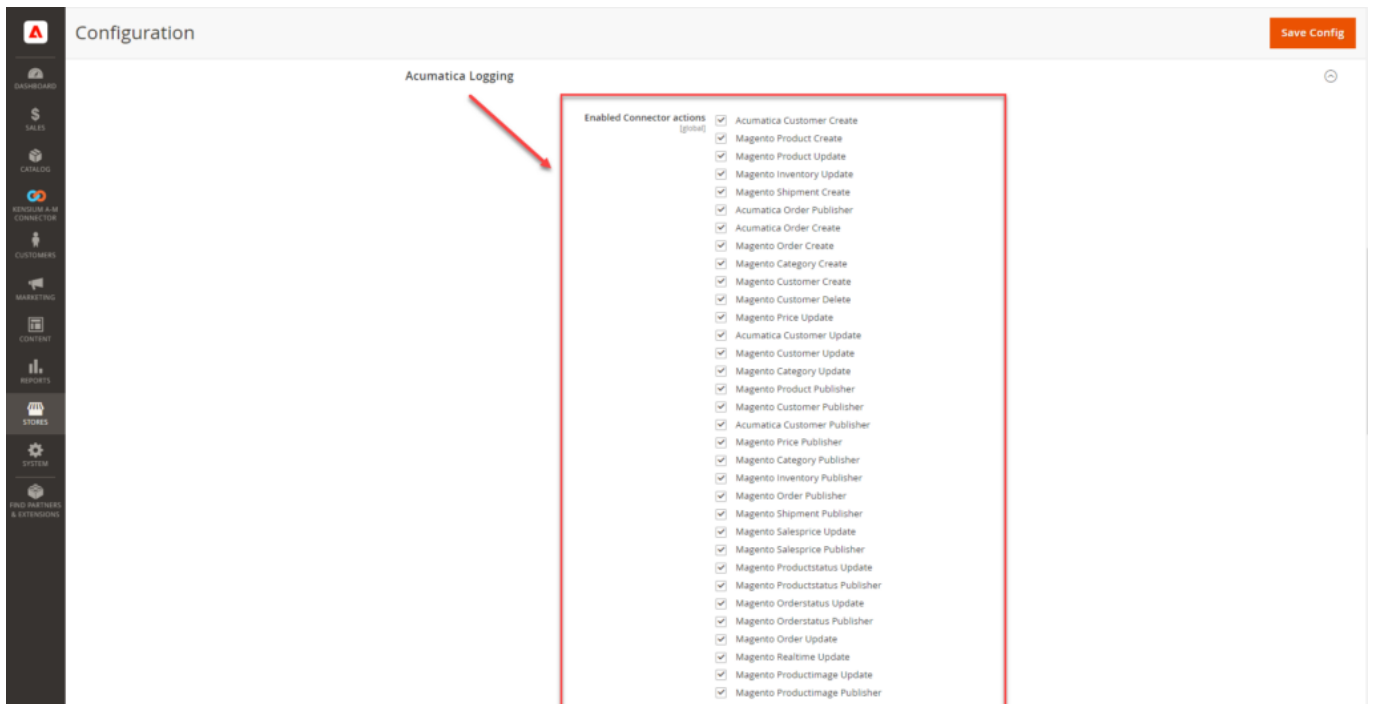 Configuration
Save Config
DASHBOARD
$
SALES
CATALOG
KENSIUM A-M
CONNECTOR
CUSTOMERS
MARKETING
CONTENT
REPORTS
STORES
SYSTEM
FIND PARTNERS
& EXTENSIONS
Acumatica Logging
Enabled Connector actions
[global]
Acumatica Customer Create
Magento Product Create
Magento Product Update
Magento Inventory Update
Magento Shipment Create
Acumatica Order Publisher
Acumatica Order Create
Magento Order Create
Magento Category Create
Magento Customer Create
Magento Customer Delete
Magento Price Update
Acumatica Customer Update
Magento Customer Update
Magento Category Update
Magento Product Publisher
Magento Customer Publisher
Acumatica Customer Publisher
Magento Price Publisher
Magento Category Publisher
Magento Inventory Publisher
Magento Order Publisher
Magento Shipment Publisher
Magento Salesprice Update
Magento Salesprice Publisher
Magento Productstatus Update
Magento Productstatus Publisher
Magento Orderstatus Update
Magento Orderstatus Publisher
Magento Order Update
Magento Realtime Update
Magento Productimage Update
Magento Productimage Publisher